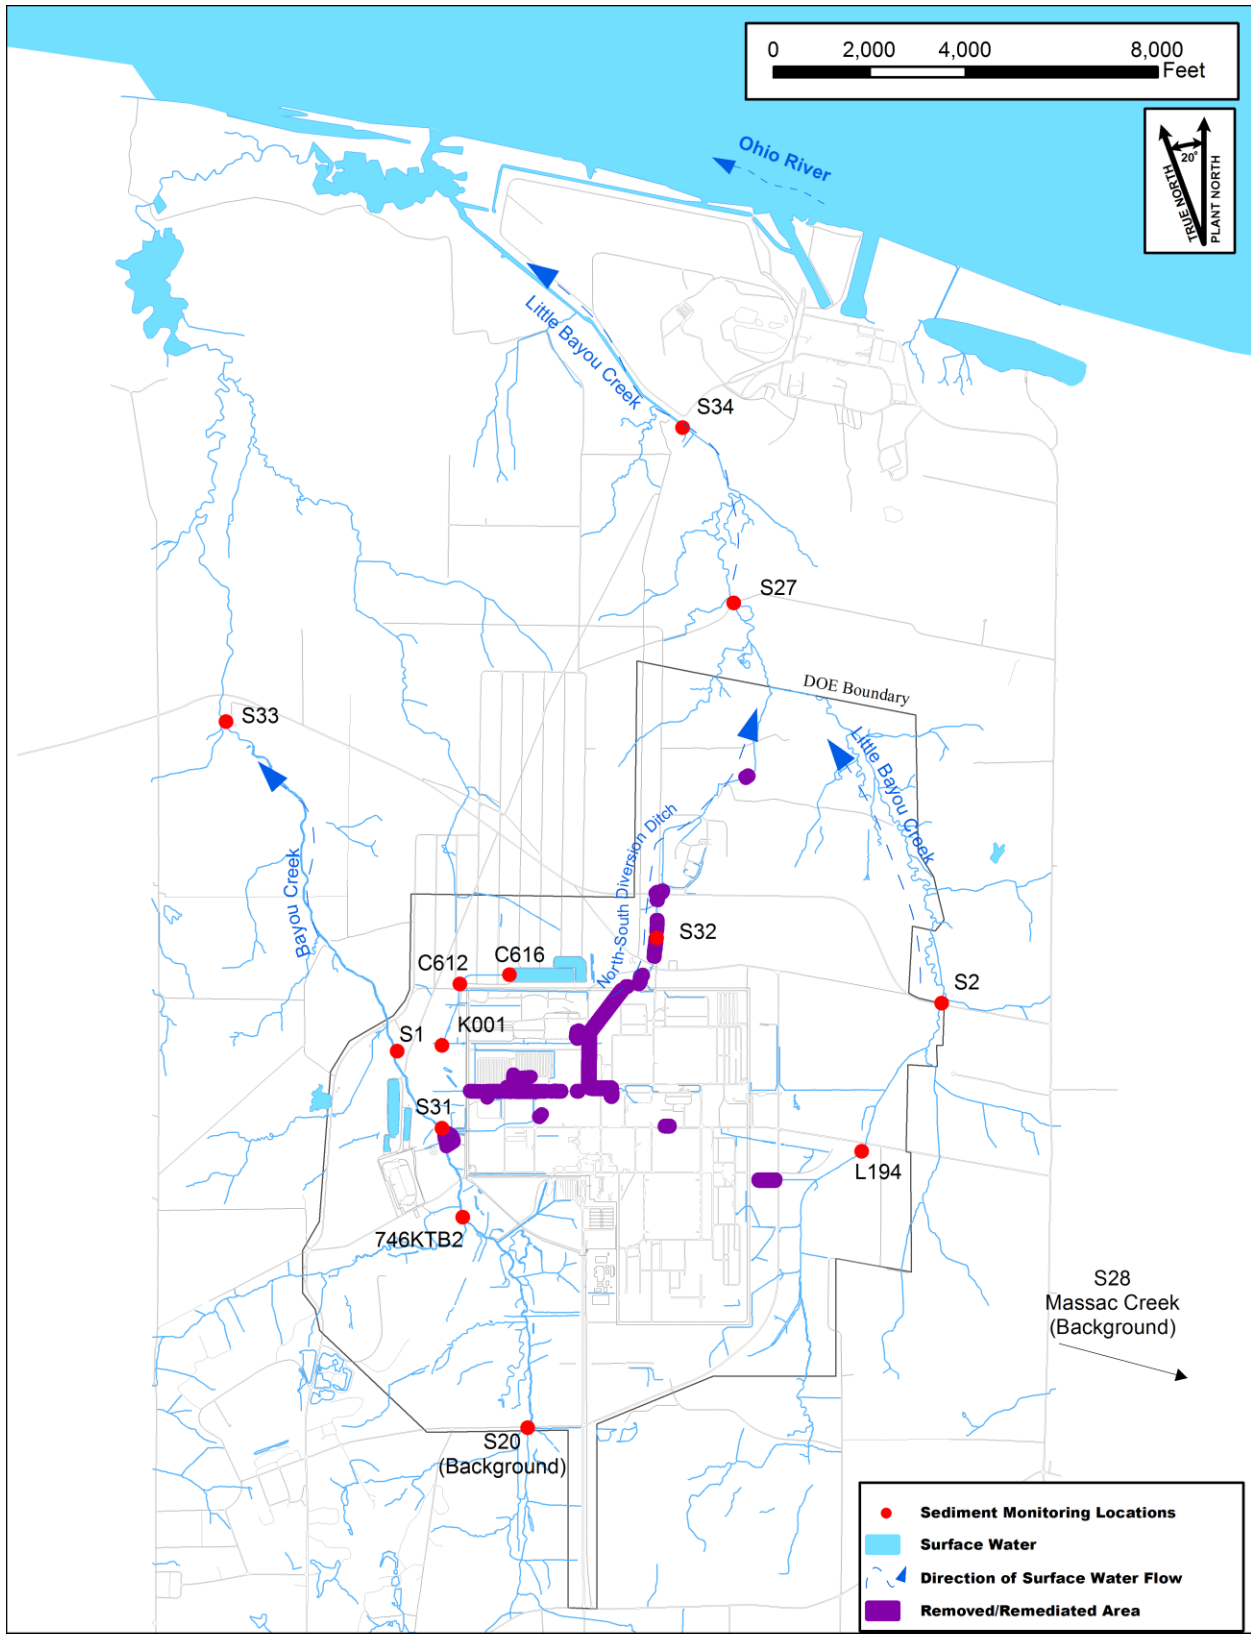 0 2,000 4,000 8,000
Feet
20°
TRUE NORTH
PLANT NORTH
Ohio River
Little Bayou Creek
S34
S27
DOE Boundary
S33
Little Bayou Creek
North-South Diversion Ditch
Bayou Creek
S32
C616
C612
S2
K001
S1
S31
L194
746KTB2
S28
Massac Creek
(Background)
S20
(Background)
Sediment Monitoring Locations
Surface Water
Direction of Surface Water Flow
Removed/Remediated Area